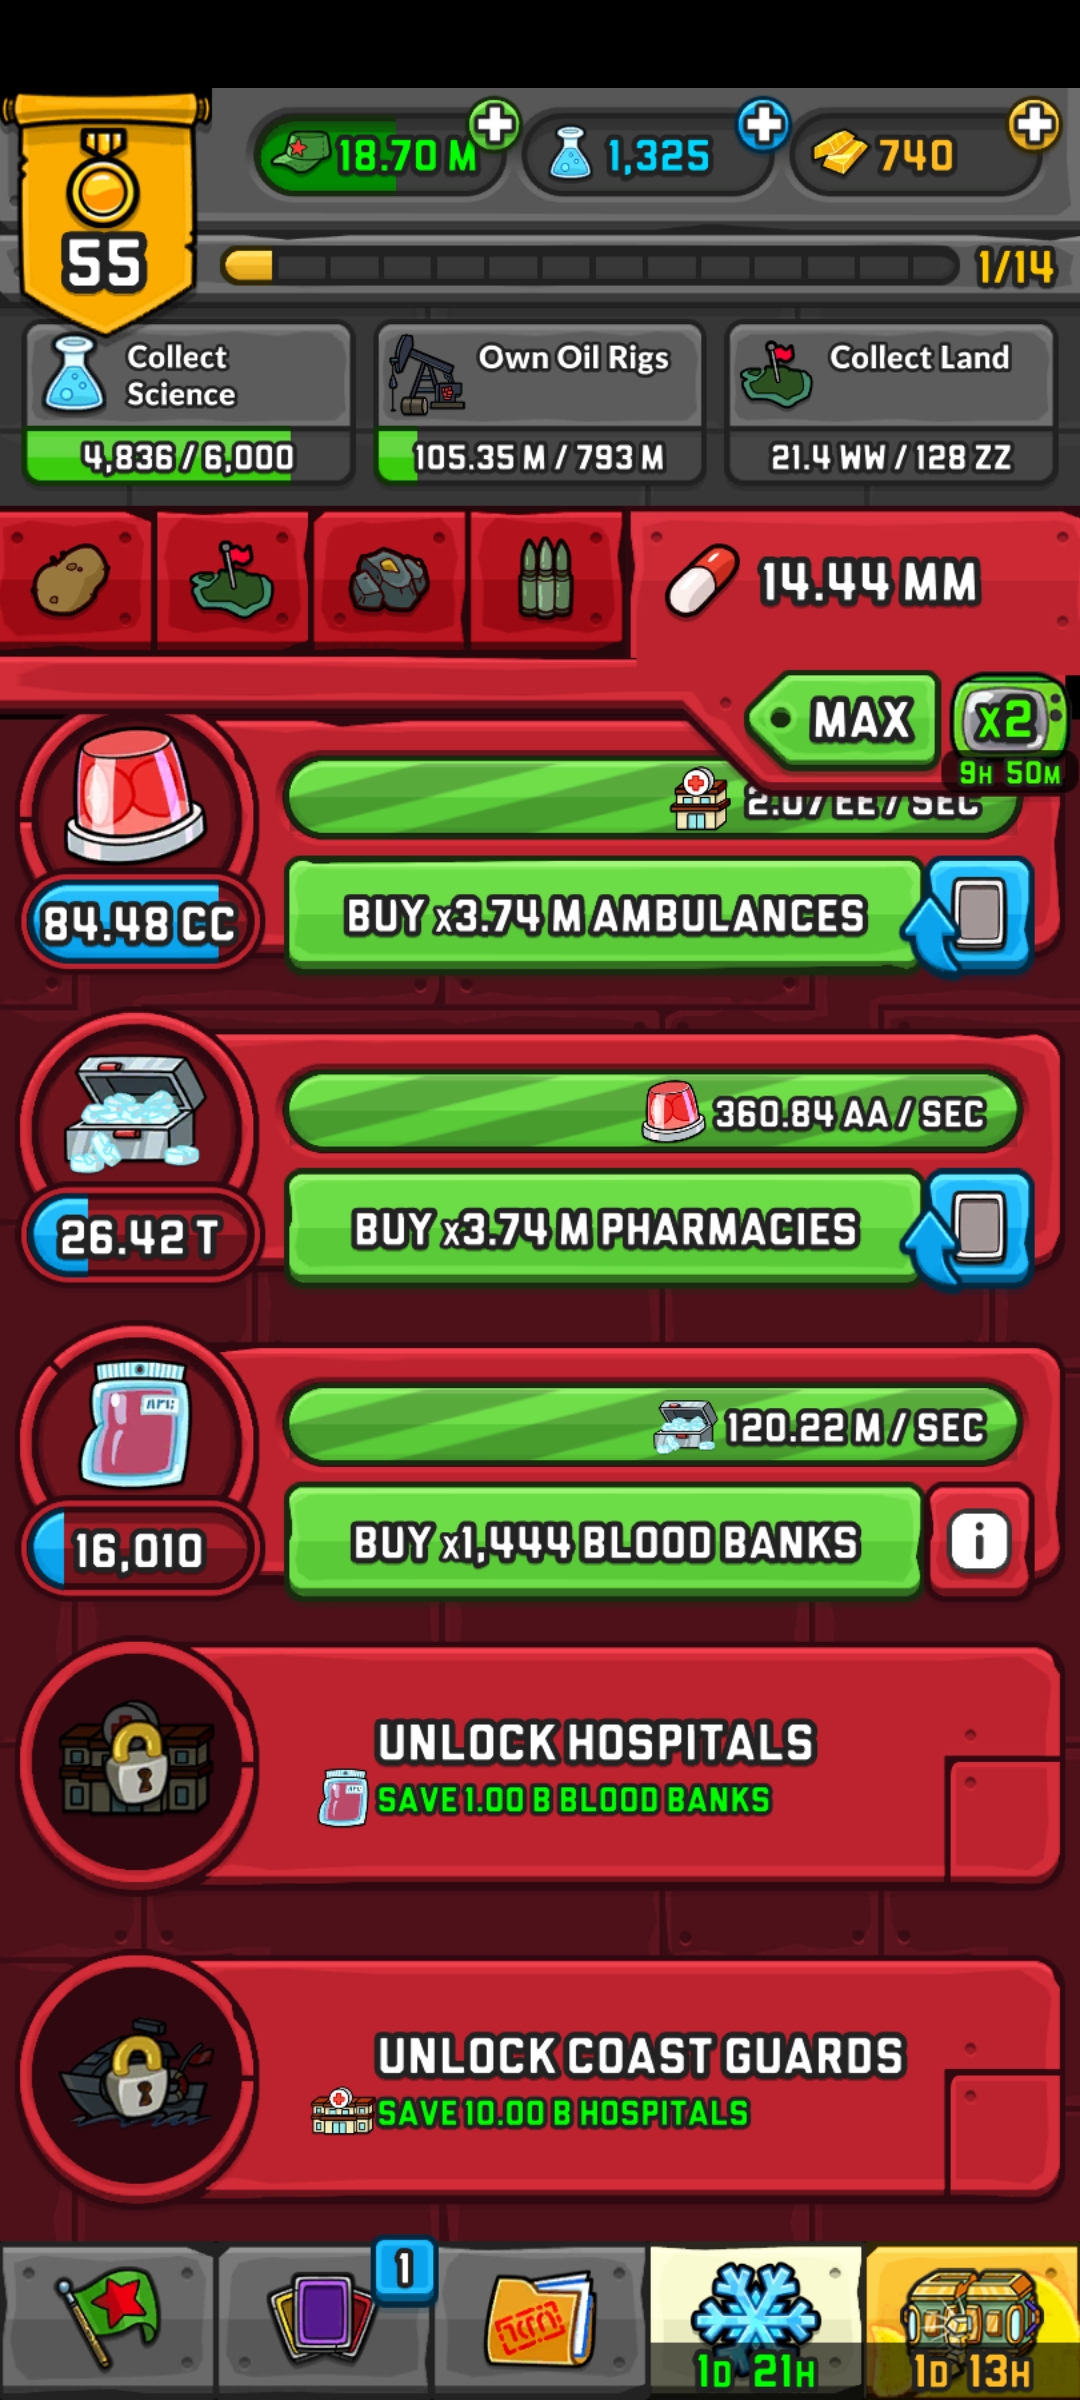 55
18.70 M
1,325
740
1/14
Collect
Science
4,836 / 6,000
Own Oil Rigs
105.35 M / 793 M
Collect Land
21.4 WW / 128 ZZ
14.44 MM
MAX
x2
9H 50M
2.07 EE / SEC
84.48 CC
BUY x3.74 M AMBULANCES
360.84 AA / SEC
26.42 T
BUY x3.74 M PHARMACIES
120.22 M / SEC
16,010
BUY x1,444 BLOOD BANKS
i
UNLOCK HOSPITALS
SAVE 1.00 B BLOOD BANKS
UNLOCK COAST GUARDS
SAVE 10.00 B HOSPITALS
1
1D 21H
1D 13H